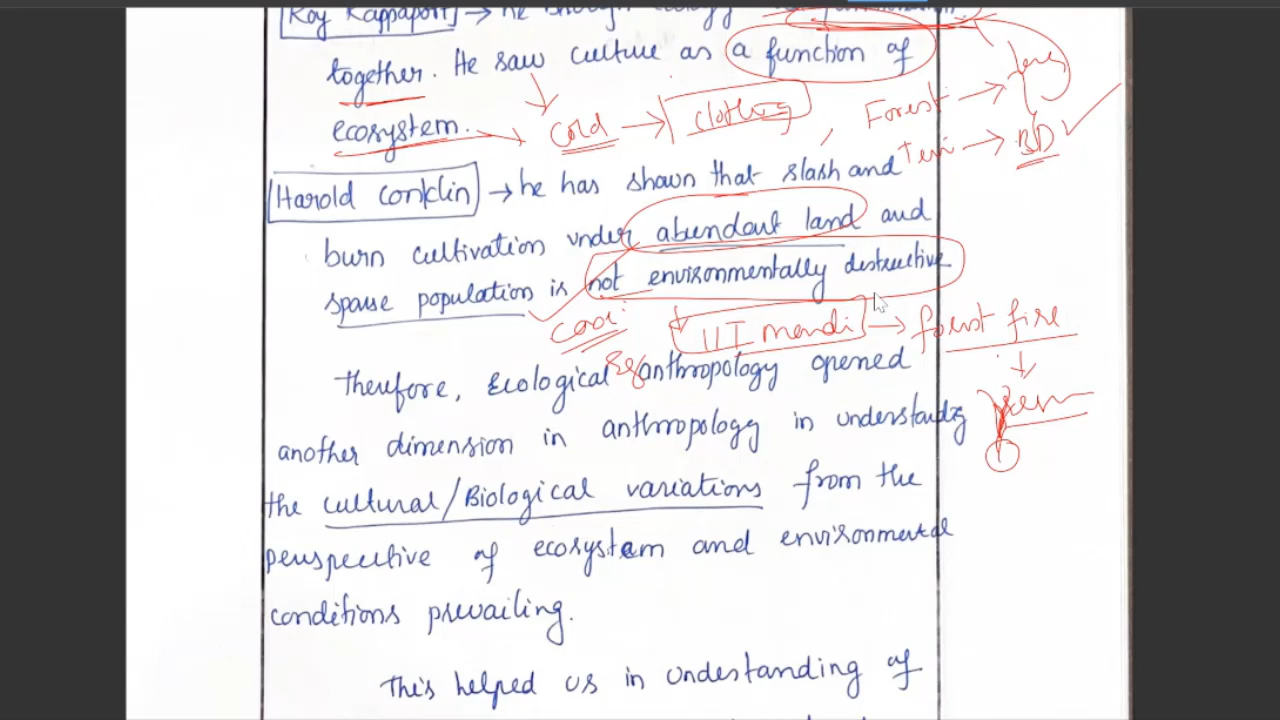 Roy Rappaport → he
together. He saw culture as a function of
ecosystem. → Cold → clothing
Forest →
→ BD
Harold Conklin → he has shown that slash and
burn cultivation under abundant land and
sparse population is not environmentally destructive
IIT mandi → forest fire
Therefore, Ecological anthropology opened
another dimension in anthropology in understandg
the cultural/Biological variations from the
perspective of ecosystem and environmental
conditions prevailing.
This helped us in undestanding of